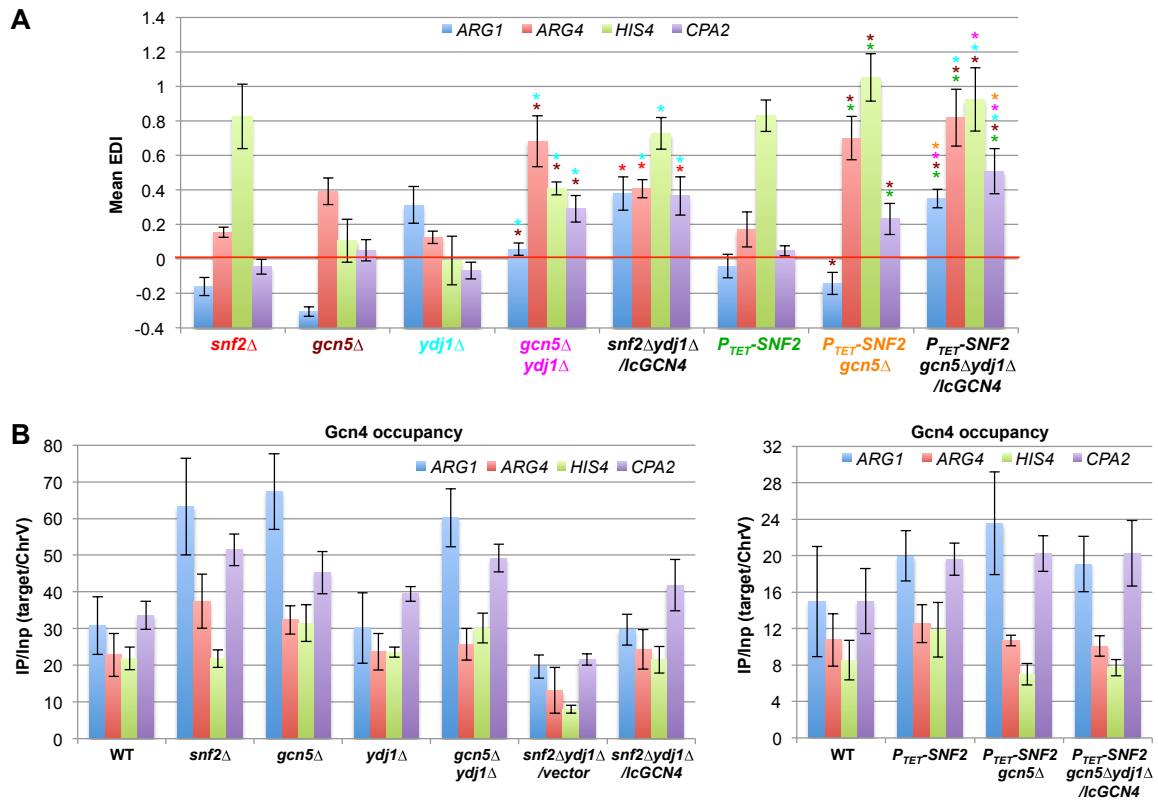 A
ARG1 ARG4 HIS4 CPA2
Mean EDI
1.4
1.2
1
0.8
0.6
0.4
0.2
0
-0.2
-0.4
snf2Δ gcn5Δ ydj1Δ gcn5Δ snf2Δydj1Δ PTET-SNF2 PTET-SNF2 PTET-SNF2
ydj1Δ /lcGCN4 gcn5Δ gcn5Δydj1Δ
/lcGCN4
B
Gcn4 occupancy
ARG1 ARG4 HIS4 CPA2
IP/Inp (target/ChrV)
80
70
60
50
40
30
20
10
0
WT snf2Δ gcn5Δ ydj1Δ gcn5Δ snf2Δydj1Δ snf2Δydj1Δ
ydj1Δ /vector /lcGCN4
Gcn4 occupancy
ARG1 ARG4 HIS4 CPA2
IP/Inp (target/ChrV)
32
28
24
20
16
12
8
4
0
WT PTET-SNF2 PTET-SNF2 PTET-SNF2
gcn5Δ gcn5Δydj1Δ
/lcGCN4